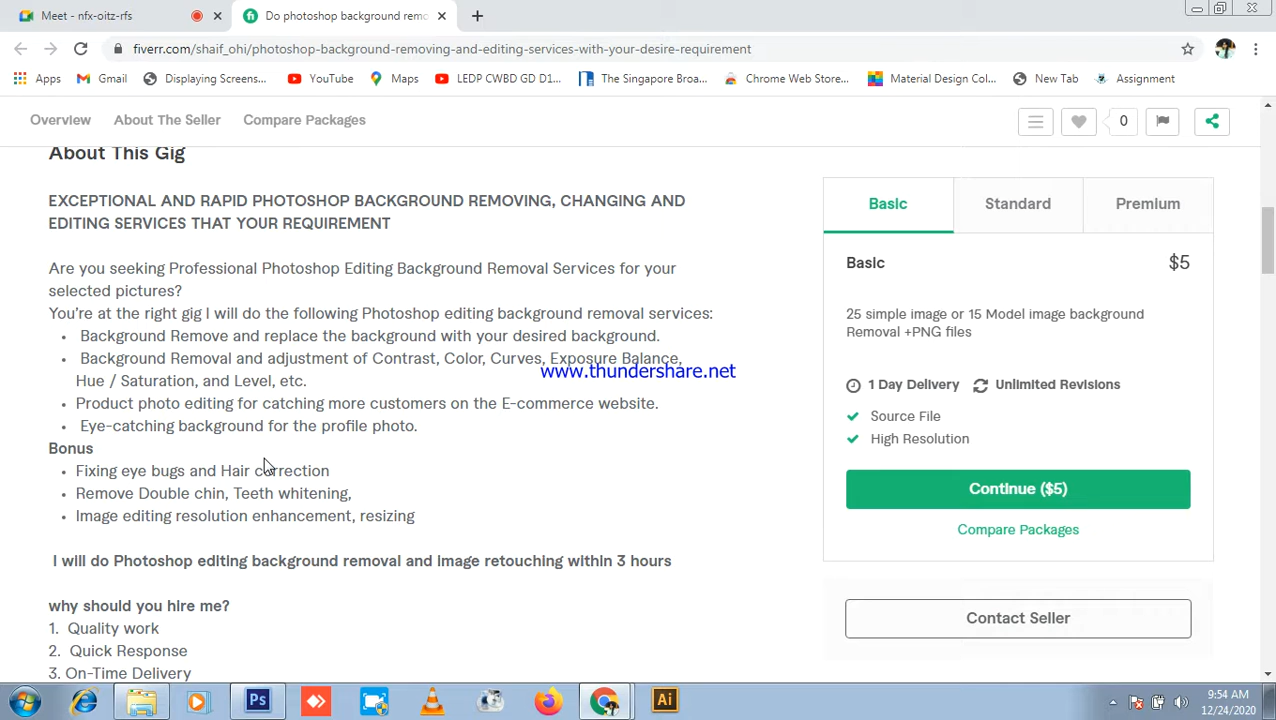 Meet - nfx-oitz-rfs
Do photoshop background remo
fiverr.com/shaif_ohi/photoshop-background-removing-and-editing-services-with-your-desire-requirement
Apps
Gmail
Displaying Screens...
YouTube
Maps
LEDP CWBD GD D1...
The Singapore Broa...
Chrome Web Store...
Material Design Col...
New Tab
Assignment
Overview
About The Seller
Compare Packages
0
About This Gig
EXCEPTIONAL AND RAPID PHOTOSHOP BACKGROUND REMOVING, CHANGING AND
EDITING SERVICES THAT YOUR REQUIREMENT
Are you seeking Professional Photoshop Editing Background Removal Services for your
selected pictures?
You're at the right gig I will do the following Photoshop editing background removal services:
• Background Remove and replace the background with your desired background.
• Background Removal and adjustment of Contrast, Color, Curves, Exposure Balance,
Hue / Saturation, and Level, etc.
www.thundershare.net
• Product photo editing for catching more customers on the E-commerce website.
• Eye-catching background for the profile photo.
Bonus
• Fixing eye bugs and Hair correction
• Remove Double chin, Teeth whitening,
• Image editing resolution enhancement, resizing
I will do Photoshop editing background removal and Image retouching within 3 hours
why should you hire me?
1. Quality work
2. Quick Response
3. On-Time Delivery
Basic
Standard
Premium
Basic
$5
25 simple image or 15 Model image background
Removal +PNG files
1 Day Delivery
Unlimited Revisions
Source File
High Resolution
Continue ($5)
Compare Packages
Contact Seller
Ps
Ai
9:54 AM
12/24/2020